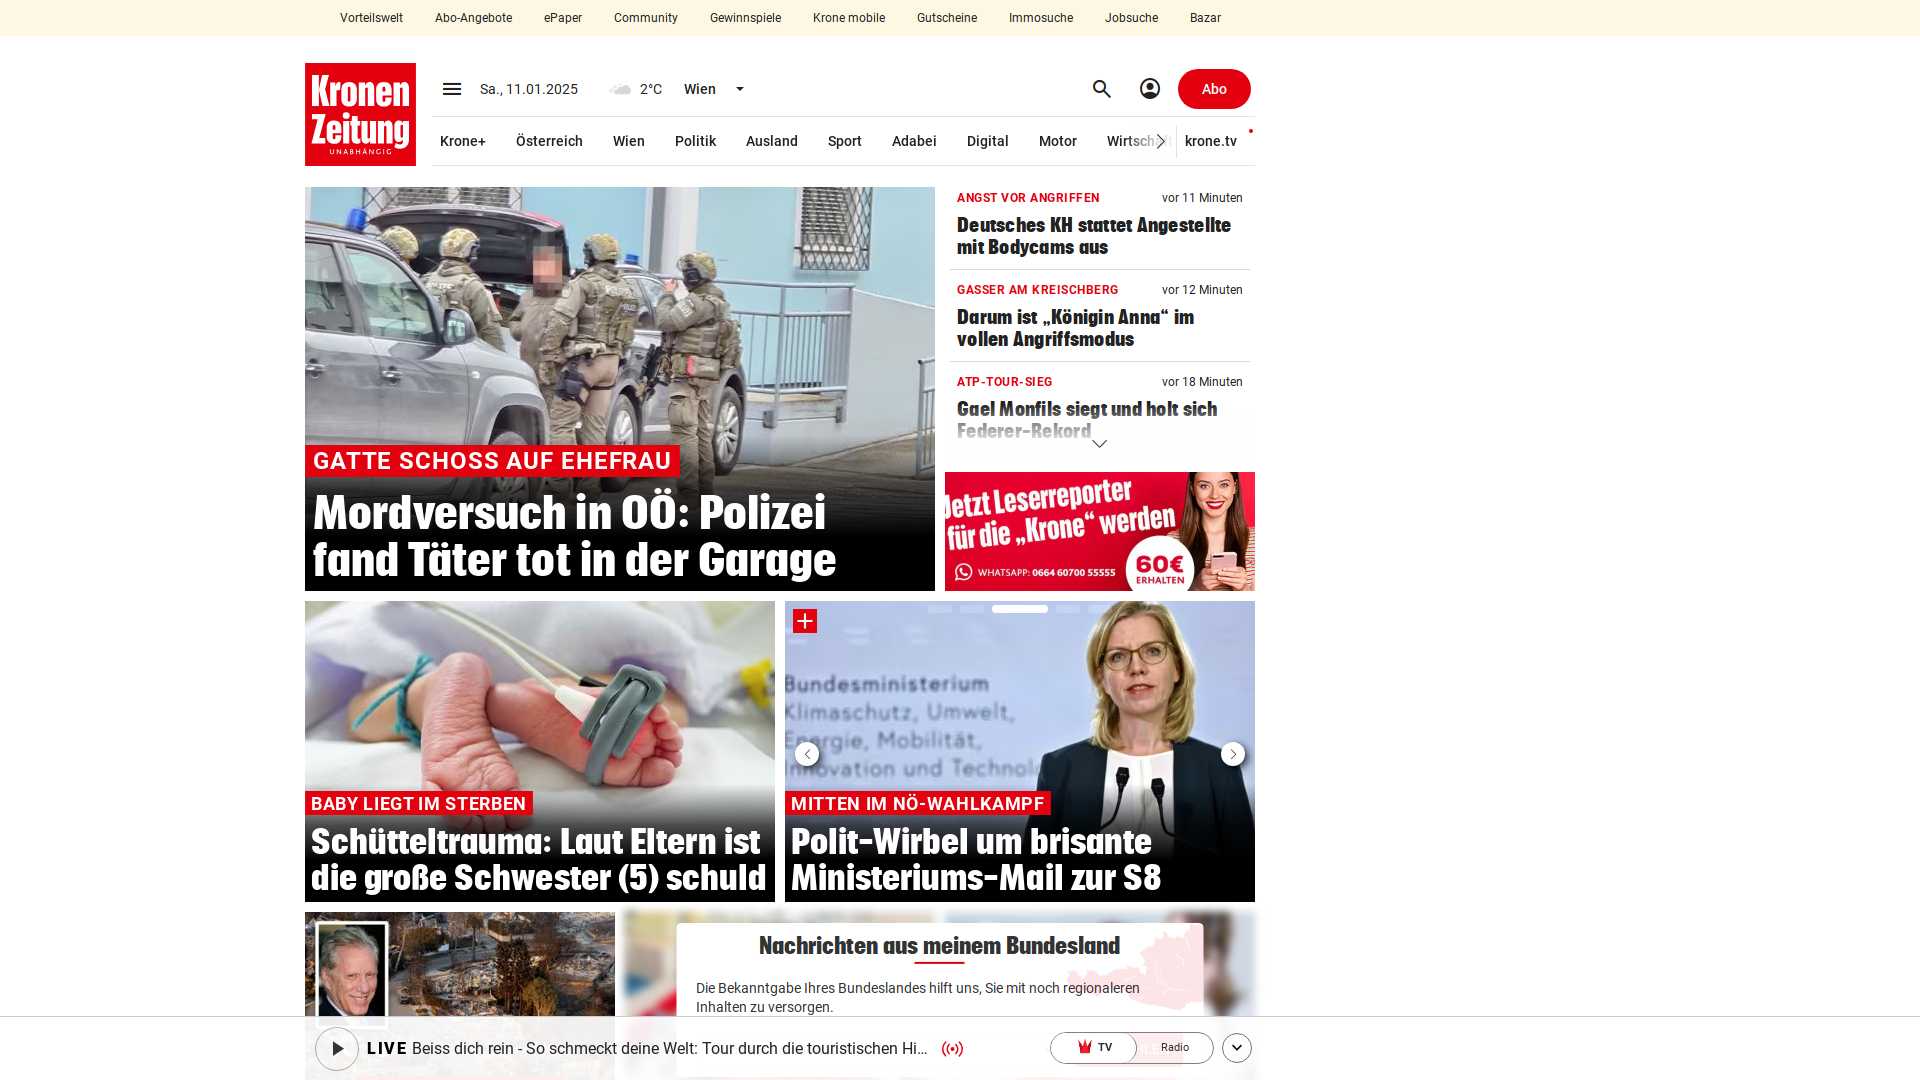 Vorteilswelt Abo-Angebote ePaper Community Gewinnspiele Krone mobile Gutscheine Immosuche Jobsuche Bazar
Kronen
Zeitung
UNABHÄNGIG
Sa., 11.01.2025 2°C Wien Abo
Krone+ Österreich Wien Politik Ausland Sport Adabei Digital Motor krone.tv
GATTE SCHOSS AUF EHEFRAU
Mordversuch in OÖ: Polizei
fand Täter tot in der Garage
ANGST VOR ANGRIFFEN vor 11 Minuten
Deutsches KH stattet Angestellte
mit Bodycams aus
GASSER AM KREISCHBERG vor 12 Minuten
Darum ist „Königin Anna“ im
vollen Angriffsmodus
ATP-TOUR-SIEG vor 18 Minuten
Gael Monfils siegt und holt sich
Federer-Rekord
Jetzt Leserreporter
für die „Krone“ werden
WHATSAPP: 0664 60700 55555
60€
ERHALTEN
BABY LIEGT IM STERBEN
Schütteltrauma: Laut Eltern ist
die große Schwester (5) schuld
Bundesministerium
Klimaschutz, Umwelt,
Energie, Mobilität,
Innovation und
MITTEN IM NÖ-WAHLKAMPF
Polit-Wirbel um brisante
Ministeriums-Mail zur S8
Nachrichten aus meinem Bundesland
Die Bekanntgabe Ihres Bundeslandes hilft uns, Sie mit noch regionaleren
Inhalten zu versorgen.
LIVE Beiss dich rein - So schmeckt deine Welt: Tour durch die touristischen Hi... TV Radio